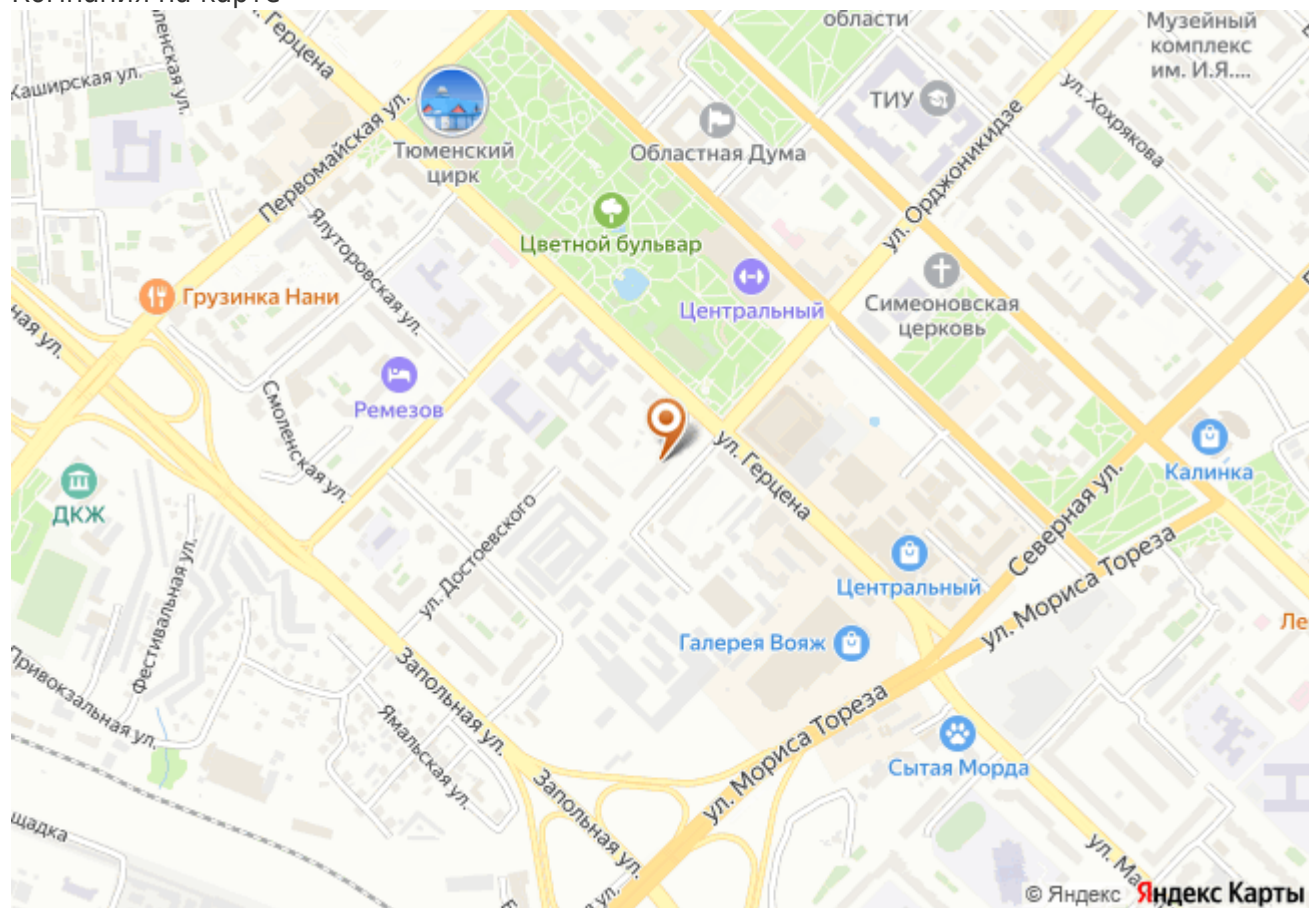 Компания на карте
области
Музейный
комплекс
им. И.Я....
ул. Герцена
Каширская ул.
ТИУ
ул. Хохрякова
Первомайская ул.
Тюменский
цирк
Областная Дума
ул. Орджоникидзе
Ялуторовская ул.
Цветной бульвар
Грузинка Нани
Центральный
Симеоновская
церковь
Ремезов
Смоленская ул.
ул. Герцена
Калинка
ДКЖ
Северная ул.
ул. Достоевского
Фестивальная ул.
Центральный
ул. Мориса Тореза
Галерея Вояж
Привокзальная ул.
Запольная ул.
Ямальская ул.
ул. Мориса Тореза
Сытая Морда
Запольная ул.
© Яндекс Яндекс Карты